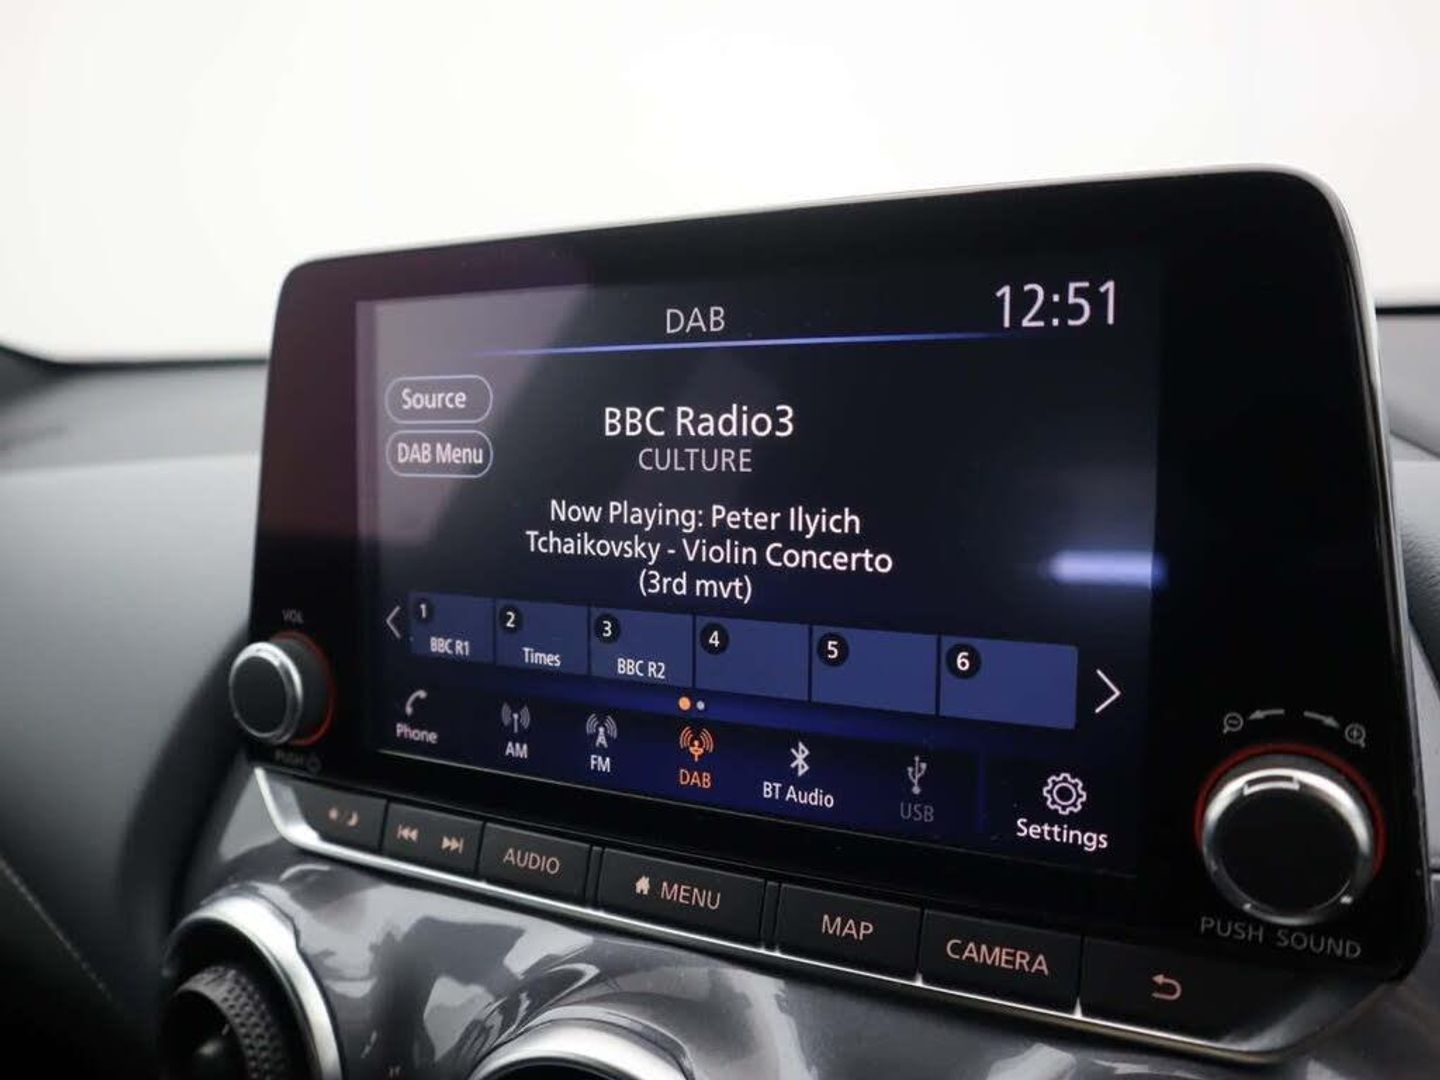 DAB
12:51
Source
DAB Menu
BBC Radio3
CULTURE
Now Playing: Peter Ilyich
Tchaikovsky - Violin Concerto
(3rd mvt)
1
BBC R1
2
Times
3
BBC R2
4
5
6
Phone
AM
FM
DAB
BT Audio
USB
Settings
VOL
PUSH
AUDIO
MENU
MAP
CAMERA
PUSH SOUND